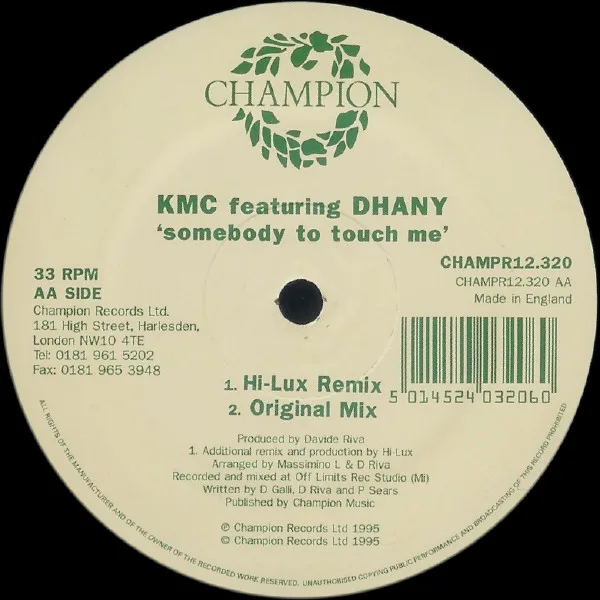 CHAMPION
KMC featuring DHANY
'somebody to touch me'
33 RPM
AA SIDE
Champion Records Ltd.
181 High Street, Harlesden,
London NW10 4TE
Tel: 0181 961 5202
Fax: 0181 965 3948
CHAMPR12.320
CHAMPR12.320 AA
Made in England
5 014524 032060
1. Hi-Lux Remix
2. Original Mix
Produced by Davide Riva
1. Additional remix and production by Hi-Lux
Arranged by Massimino L & D Riva
Recorded and mixed at Off Limits Rec Studio (Mi)
Written by D Galli, D Riva and P Sears
Published by Champion Music
℗ Champion Records Ltd 1995
© Champion Records Ltd 1995
ALL RIGHTS OF THE MANUFACTURER AND OF THE OWNER OF THE RECORDED WORK RESERVED. UNAUTHORISED COPYING PUBLIC PERFORMANCE AND BROADCASTING OF THIS RECORD PROHIBITED